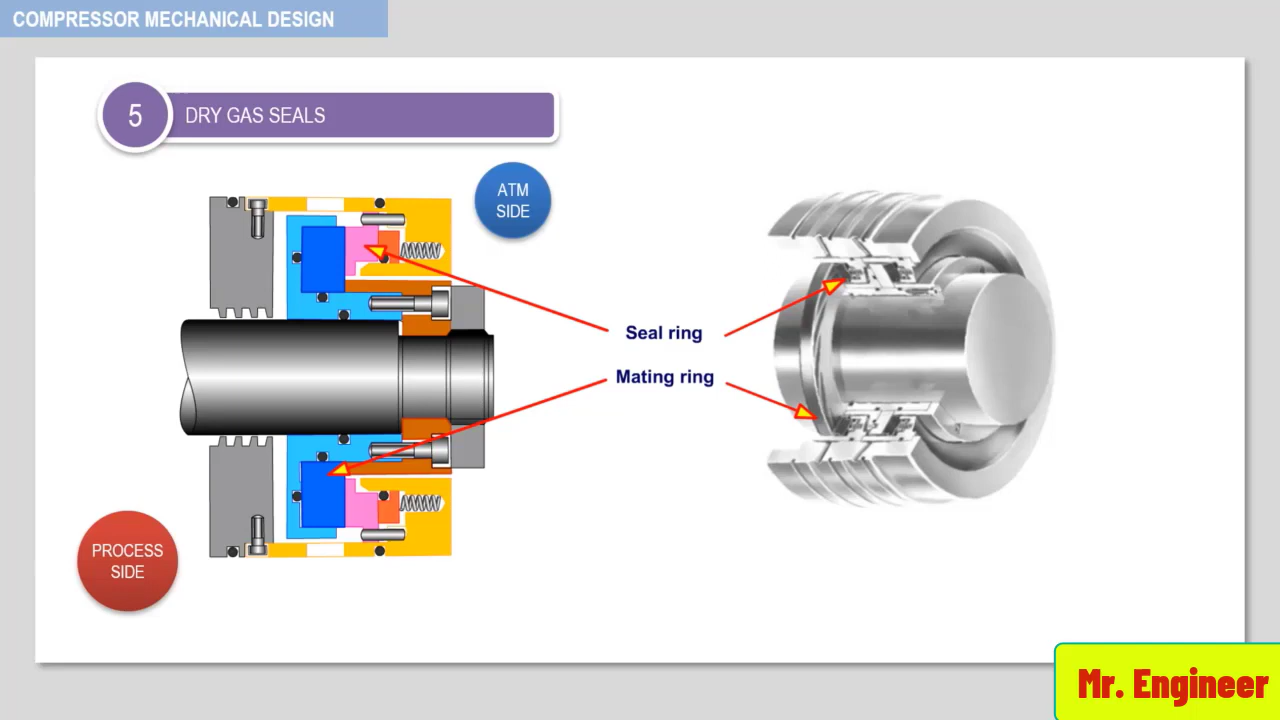 COMPRESSOR MECHANICAL DESIGN
5
DRY GAS SEALS
ATM
SIDE
Seal ring
Mating ring
PROCESS
SIDE
Mr. Engineer